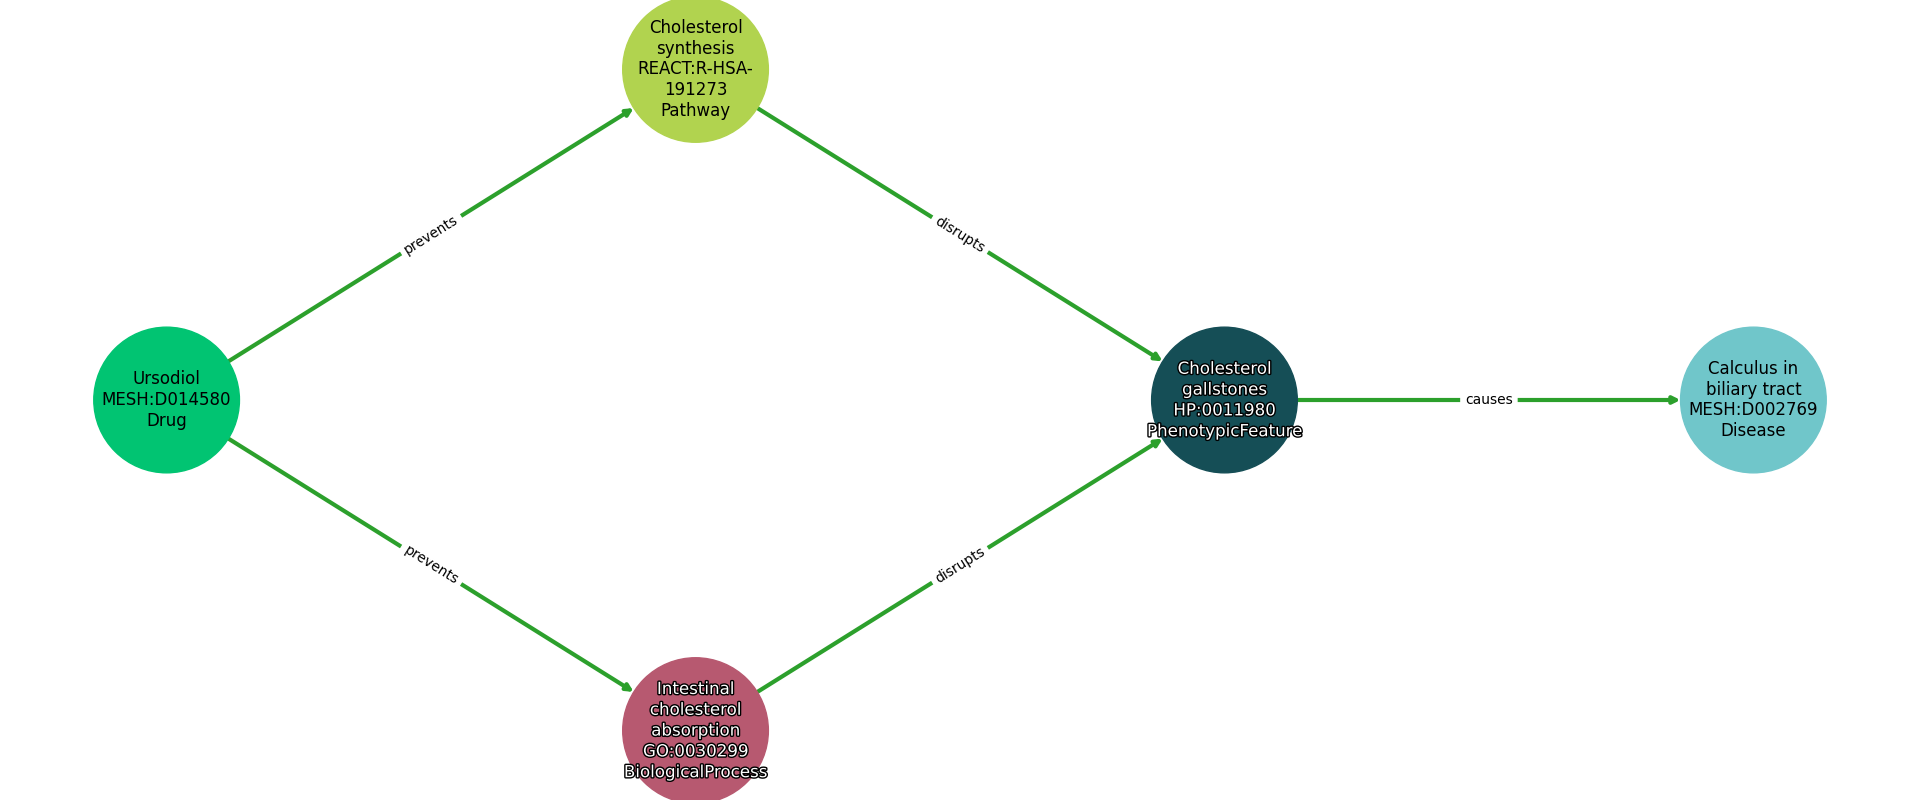 Cholesterol
synthesis
REACT:R-HSA-
191273
Pathway
prevents
disrupts
Ursodiol
MESH:D014580
Drug
Cholesterol
gallstones
HP:0011980
PhenotypicFeature
causes
Calculus in
biliary tract
MESH:D002769
Disease
prevents
disrupts
Intestinal
cholesterol
absorption
GO:0030299
BiologicalProcess